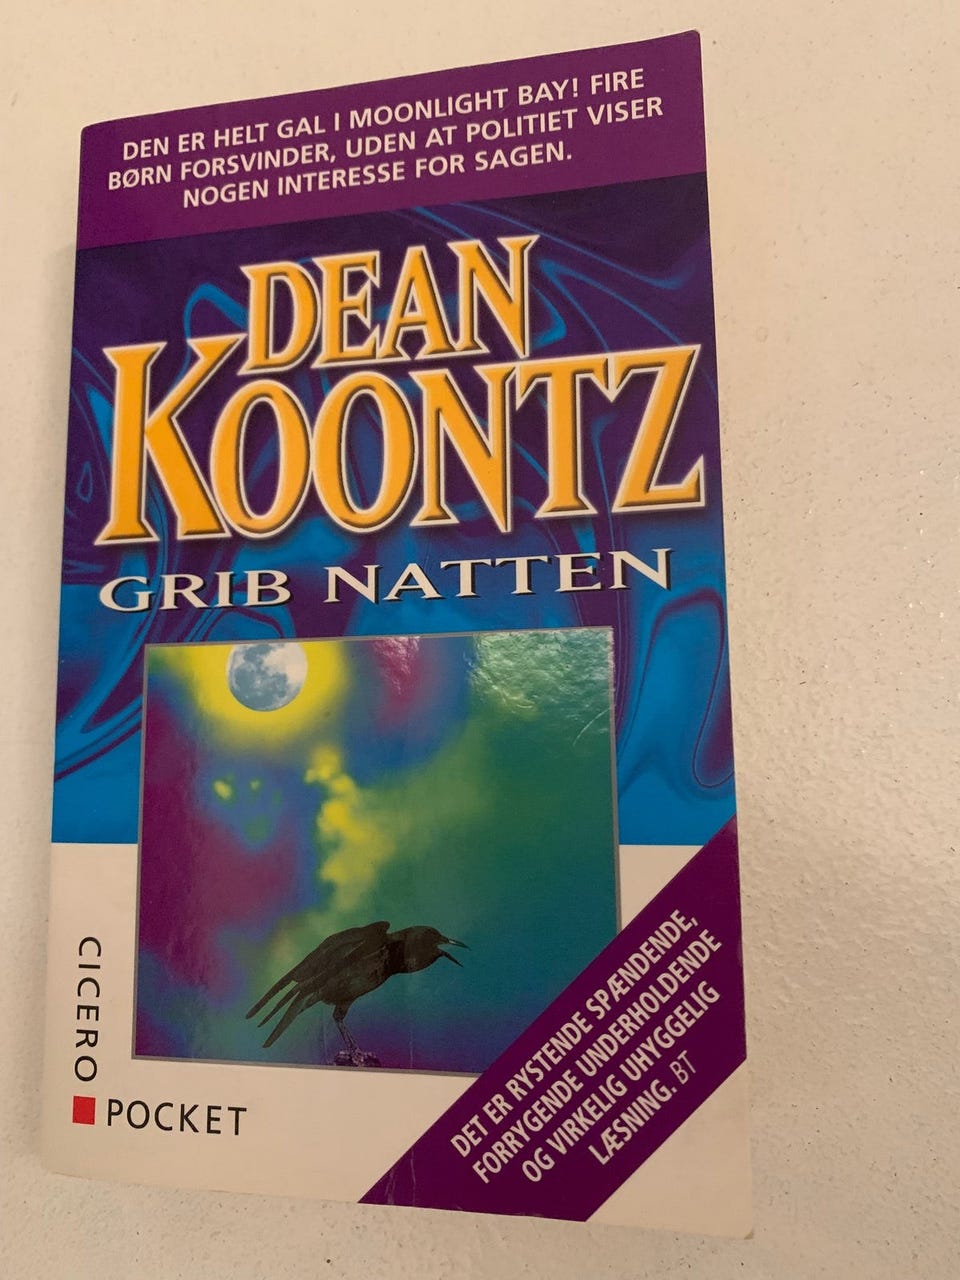 DEN ER HELT GAL I MOONLIGHT BAY! FIRE
BØRN FORSVINDER, UDEN AT POLITIET VISER
NOGEN INTERESSE FOR SAGEN.
DEAN
KOONTZ
GRIB NATTEN
CICERO
POCKET
DET ER RYSTENDE SPÆNDENDE,
FORRYGENDE UNDERHOLDENDE
OG VIRKELIG UHYGGELIG
LÆSNING. BT